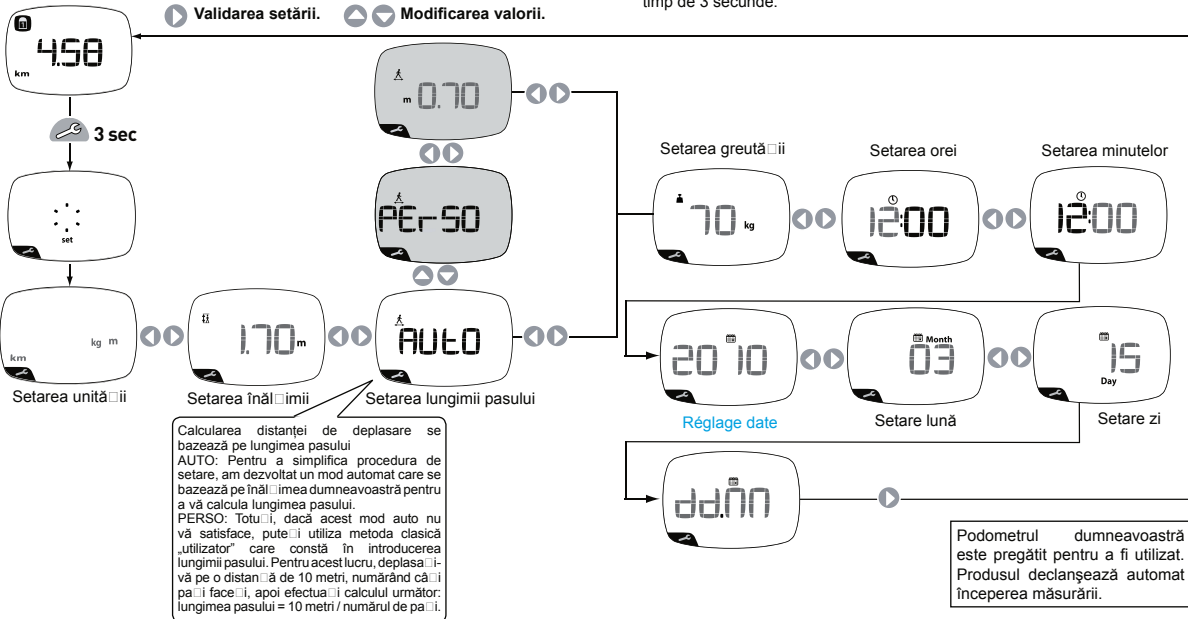 timp de 3 secunde.
Validarea setării. Modificarea valorii.
4.58
km
3 sec
set
kg m
km
Setarea unită□ii
1.70 m
Setarea înăl□imii
m 0.70
PErSO
AUtO
Setarea lungimii pasului
Calcularea distanței de deplasare se
bazează pe lungimea pasului
AUTO: Pentru a simplifica procedura de
setare, am dezvoltat un mod automat care se
bazează pe înăl□imea dumneavoastră pentru
a vă calcula lungimea pasului.
PERSO: Totu□i, dacă acest mod auto nu
vă satisface, pute□i utiliza metoda clasică
„utilizator” care constă în introducerea
lungimii pasului. Pentru acest lucru, deplasa□i-
vă pe o distan□ă de 10 metri, numărând câ□i
pa□i face□i, apoi efectua□i calculul următor:
lungimea pasului = 10 metri / numărul de pa□i.
Setarea greută□ii
70 kg
Setarea orei
12:00
Setarea minutelor
12:00
2010
Réglage date
Month
03
Setare lună
15
Day
Setare zi
dd.MM
Podometrul dumneavoastră
este pregătit pentru a fi utilizat.
Produsul declanşează automat
începerea măsurării.